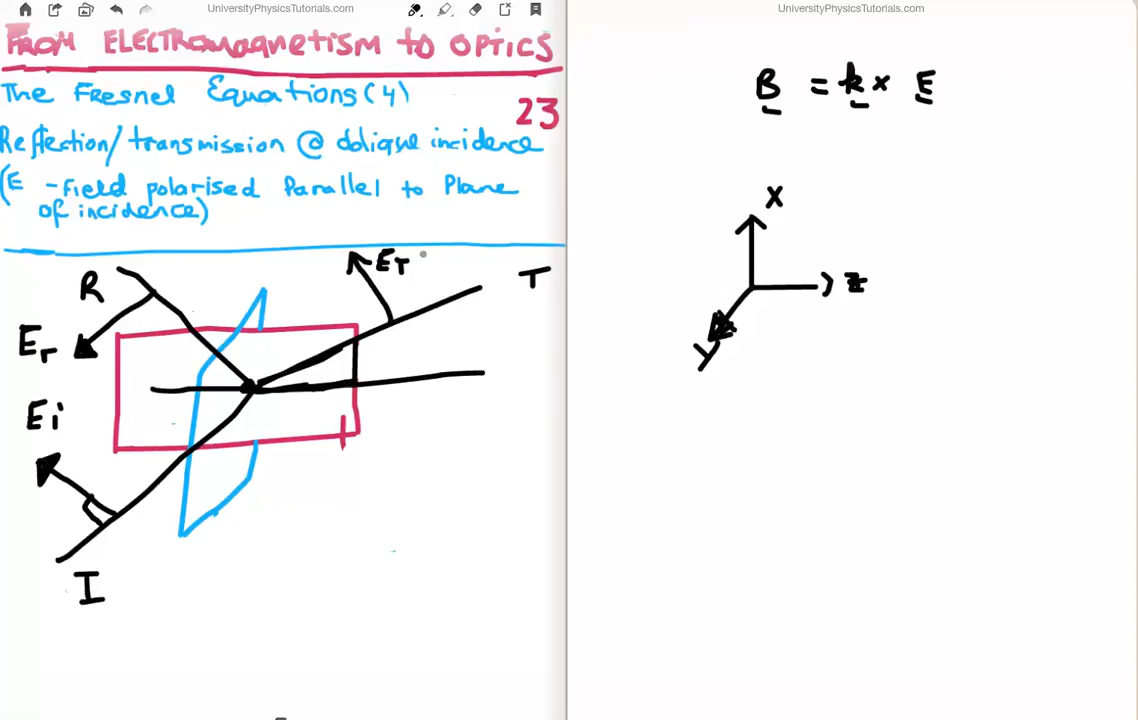 UniversityPhysicsTutorials.com
FROM ELECTROMAGNETISM to OPTICS
The Fresnel Equations (4)
23
Reflection/transmission @ oblique incidence
(E -field polarised Parallel to Plane
of incidence)
R
ET
T
Er
Ei
I
UniversityPhysicsTutorials.com
B = k x E
X
Z
Y